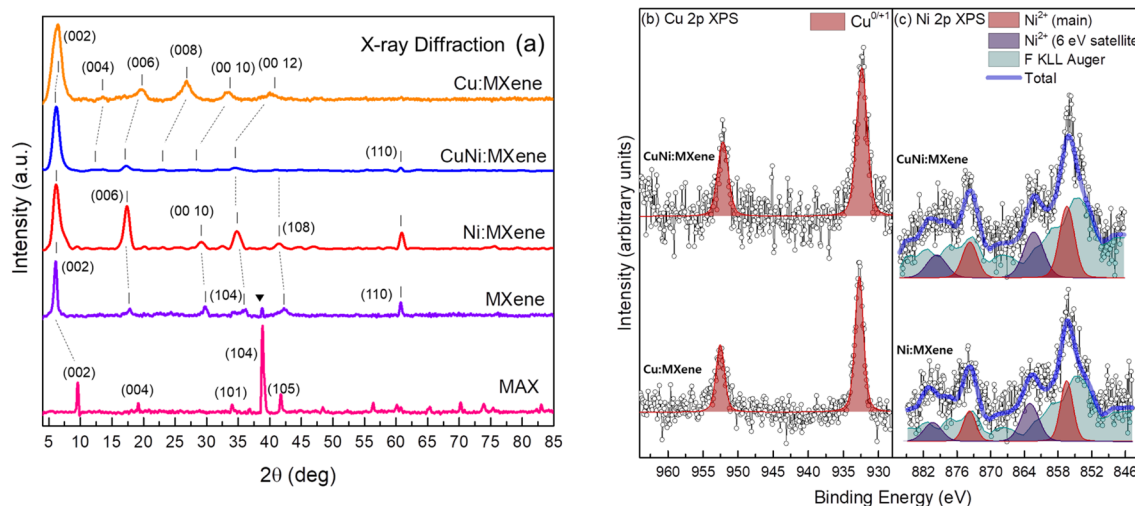 X-ray Diffraction (a)
(002)
(004)
(006)
(008)
(00 10)
(00 12)
Cu:MXene
CuNi:MXene
(110)
(006)
(00 10)
(108)
Ni:MXene
(002)
(104)
(110)
MXene
(002)
(004)
(101)
(104)
(105)
MAX
Intensity (a.u.)
5 10 15 20 25 30 35 40 45 50 55 60 65 70 75 80 85
2θ (deg)
(b) Cu 2p XPS
Cu0/+1
CuNi:MXene
Cu:MXene
Intensity (arbitrary units)
960 955 950 945 940 935 930
(c) Ni 2p XPS
Ni2+ (main)
Ni2+ (6 eV satellite
F KLL Auger
Total
CuNi:MXene
Ni:MXene
882 876 870 864 858 852 846
Binding Energy (eV)